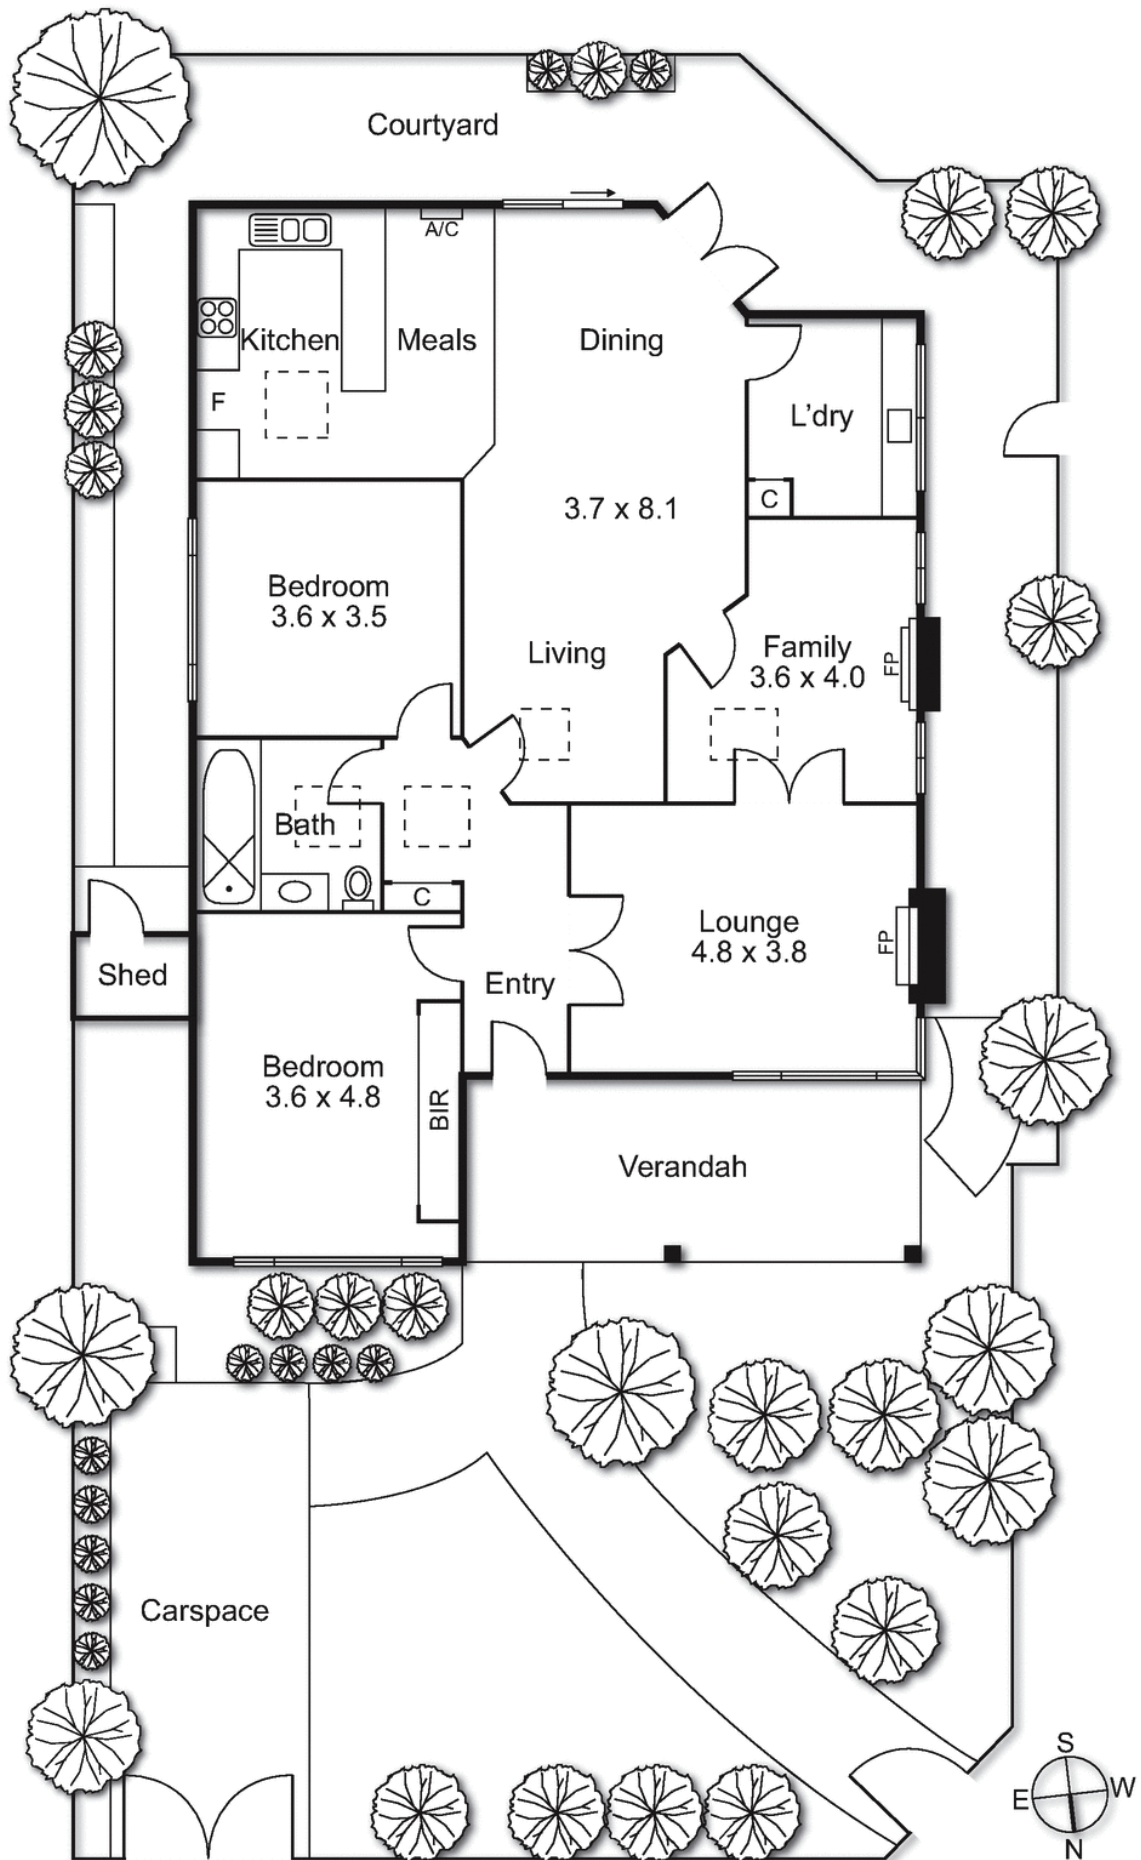 Courtyard
A/C
Kitchen
Meals
Dining
F
L'dry
C
3.7 x 8.1
Bedroom
3.6 x 3.5
Living
Family
3.6 x 4.0
FP
Bath
C
Lounge
4.8 x 3.8
FP
Shed
Entry
Bedroom
3.6 x 4.8
BIR
Verandah
Carspace
S
E
W
N